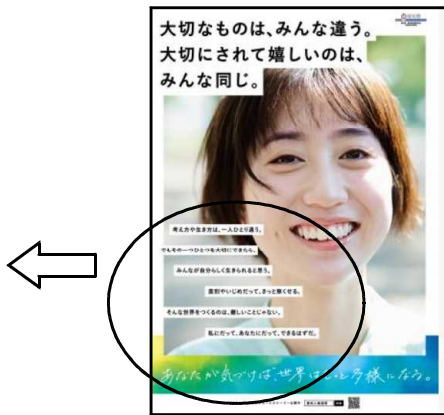 大切なものは、みんな違う。
大切にされて嬉しいのは、
みんな同じ。
考え方や生き方は、一人ひとり違う。
でもその一つひとつを大切にできたら、
みんなが自分らしく生きられると思う。
差別やいじめだって、きっと無くせる。
そんな世界をつくるのは、難しいことじゃない。
私にだって、あなたにだって、できるはずだ。
あなたが気づけば、世界はもっと多様になる。